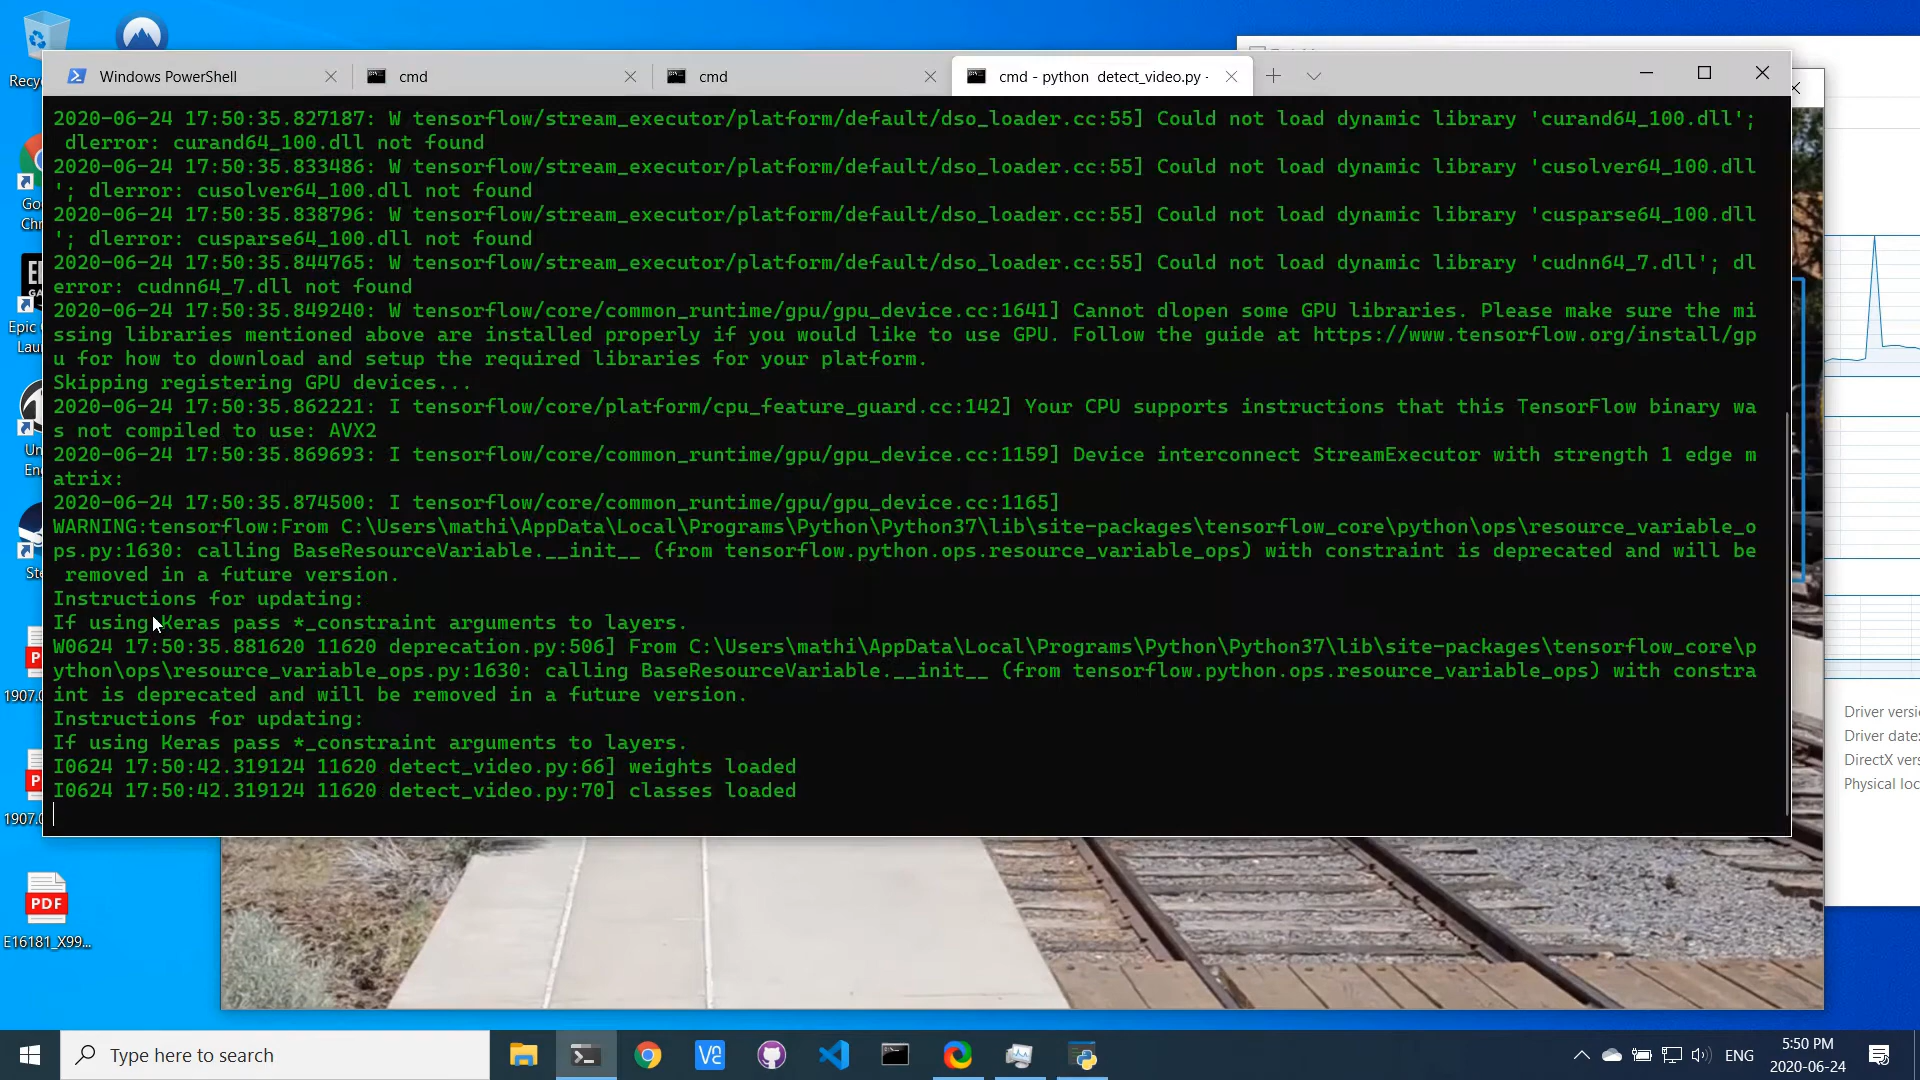 Windows PowerShell
cmd
cmd
cmd - python detect_video.py -
2020-06-24 17:50:35.827187: W tensorflow/stream_executor/platform/default/dso_loader.cc:55] Could not load dynamic library 'curand64_100.dll';
dlerror: curand64_100.dll not found
2020-06-24 17:50:35.833486: W tensorflow/stream_executor/platform/default/dso_loader.cc:55] Could not load dynamic library 'cusolver64_100.dll
'; dlerror: cusolver64_100.dll not found
2020-06-24 17:50:35.838796: W tensorflow/stream_executor/platform/default/dso_loader.cc:55] Could not load dynamic library 'cusparse64_100.dll
'; dlerror: cusparse64_100.dll not found
2020-06-24 17:50:35.844765: W tensorflow/stream_executor/platform/default/dso_loader.cc:55] Could not load dynamic library 'cudnn64_7.dll'; dl
error: cudnn64_7.dll not found
2020-06-24 17:50:35.849240: W tensorflow/core/common_runtime/gpu/gpu_device.cc:1641] Cannot dlopen some GPU libraries. Please make sure the mi
ssing libraries mentioned above are installed properly if you would like to use GPU. Follow the guide at https://www.tensorflow.org/install/gp
u for how to download and setup the required libraries for your platform.
Skipping registering GPU devices...
2020-06-24 17:50:35.862221: I tensorflow/core/platform/cpu_feature_guard.cc:142] Your CPU supports instructions that this TensorFlow binary wa
s not compiled to use: AVX2
2020-06-24 17:50:35.869693: I tensorflow/core/common_runtime/gpu/gpu_device.cc:1159] Device interconnect StreamExecutor with strength 1 edge m
atrix:
2020-06-24 17:50:35.874500: I tensorflow/core/common_runtime/gpu/gpu_device.cc:1165]
WARNING:tensorflow:From C:\Users\mathi\AppData\Local\Programs\Python\Python37\lib\site-packages\tensorflow_core\python\ops\resource_variable_o
ps.py:1630: calling BaseResourceVariable.__init__ (from tensorflow.python.ops.resource_variable_ops) with constraint is deprecated and will be
removed in a future version.
Instructions for updating:
If using Keras pass *_constraint arguments to layers.
W0624 17:50:35.881620 11620 deprecation.py:506] From C:\Users\mathi\AppData\Local\Programs\Python\Python37\lib\site-packages\tensorflow_core\p
ython\ops\resource_variable_ops.py:1630: calling BaseResourceVariable.__init__ (from tensorflow.python.ops.resource_variable_ops) with constra
int is deprecated and will be removed in a future version.
Instructions for updating:
If using Keras pass *_constraint arguments to layers.
I0624 17:50:42.319124 11620 detect_video.py:66] weights loaded
I0624 17:50:42.319124 11620 detect_video.py:70] classes loaded
Recy
Go
Chr
Epic
Lau
Un
Eng
Ste
1907.0
1907.0
PDF
E16181_X99...
Driver versi
Driver date:
DirectX vers
Physical loc
Type here to search
ENG
5:50 PM
2020-06-24